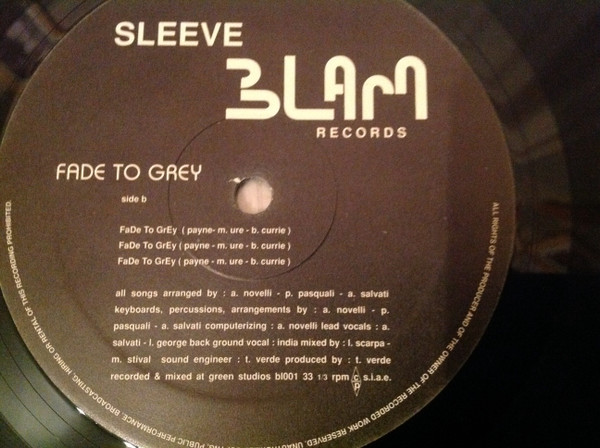 SLEEVE
BLAM
RECORDS
FADE TO GREY
side b
FaDe To GrEy ( payne- m. ure - b. currie )
FaDe To GrEy ( payne - m. ure - b. currie )
FaDe To GrEy ( payne - m. ure - b. currie )
all songs arranged by : a. novelli - p. pasquali - a. salvati
keyboards, percussions, arrangements by : a. novelli - p.
pasquali - a. salvati computerizing : a. novelli lead vocals : a.
salvati - l. george back ground vocal : india mixed by : l. scarpa -
m. stival sound engineer : t. verde produced by : t. verde
recorded & mixed at green studios bl001 33 1/3 rpm c p s.i.a.e.
ALL RIGHTS OF THE PRODUCER AND OF THE OWNER OF THE RECORDED WORK RESERVED. PUBLIC PERFORMANCE, BROADCASTING, HIRING OR RENTAL OF THIS RECORDING PROHIBITED.